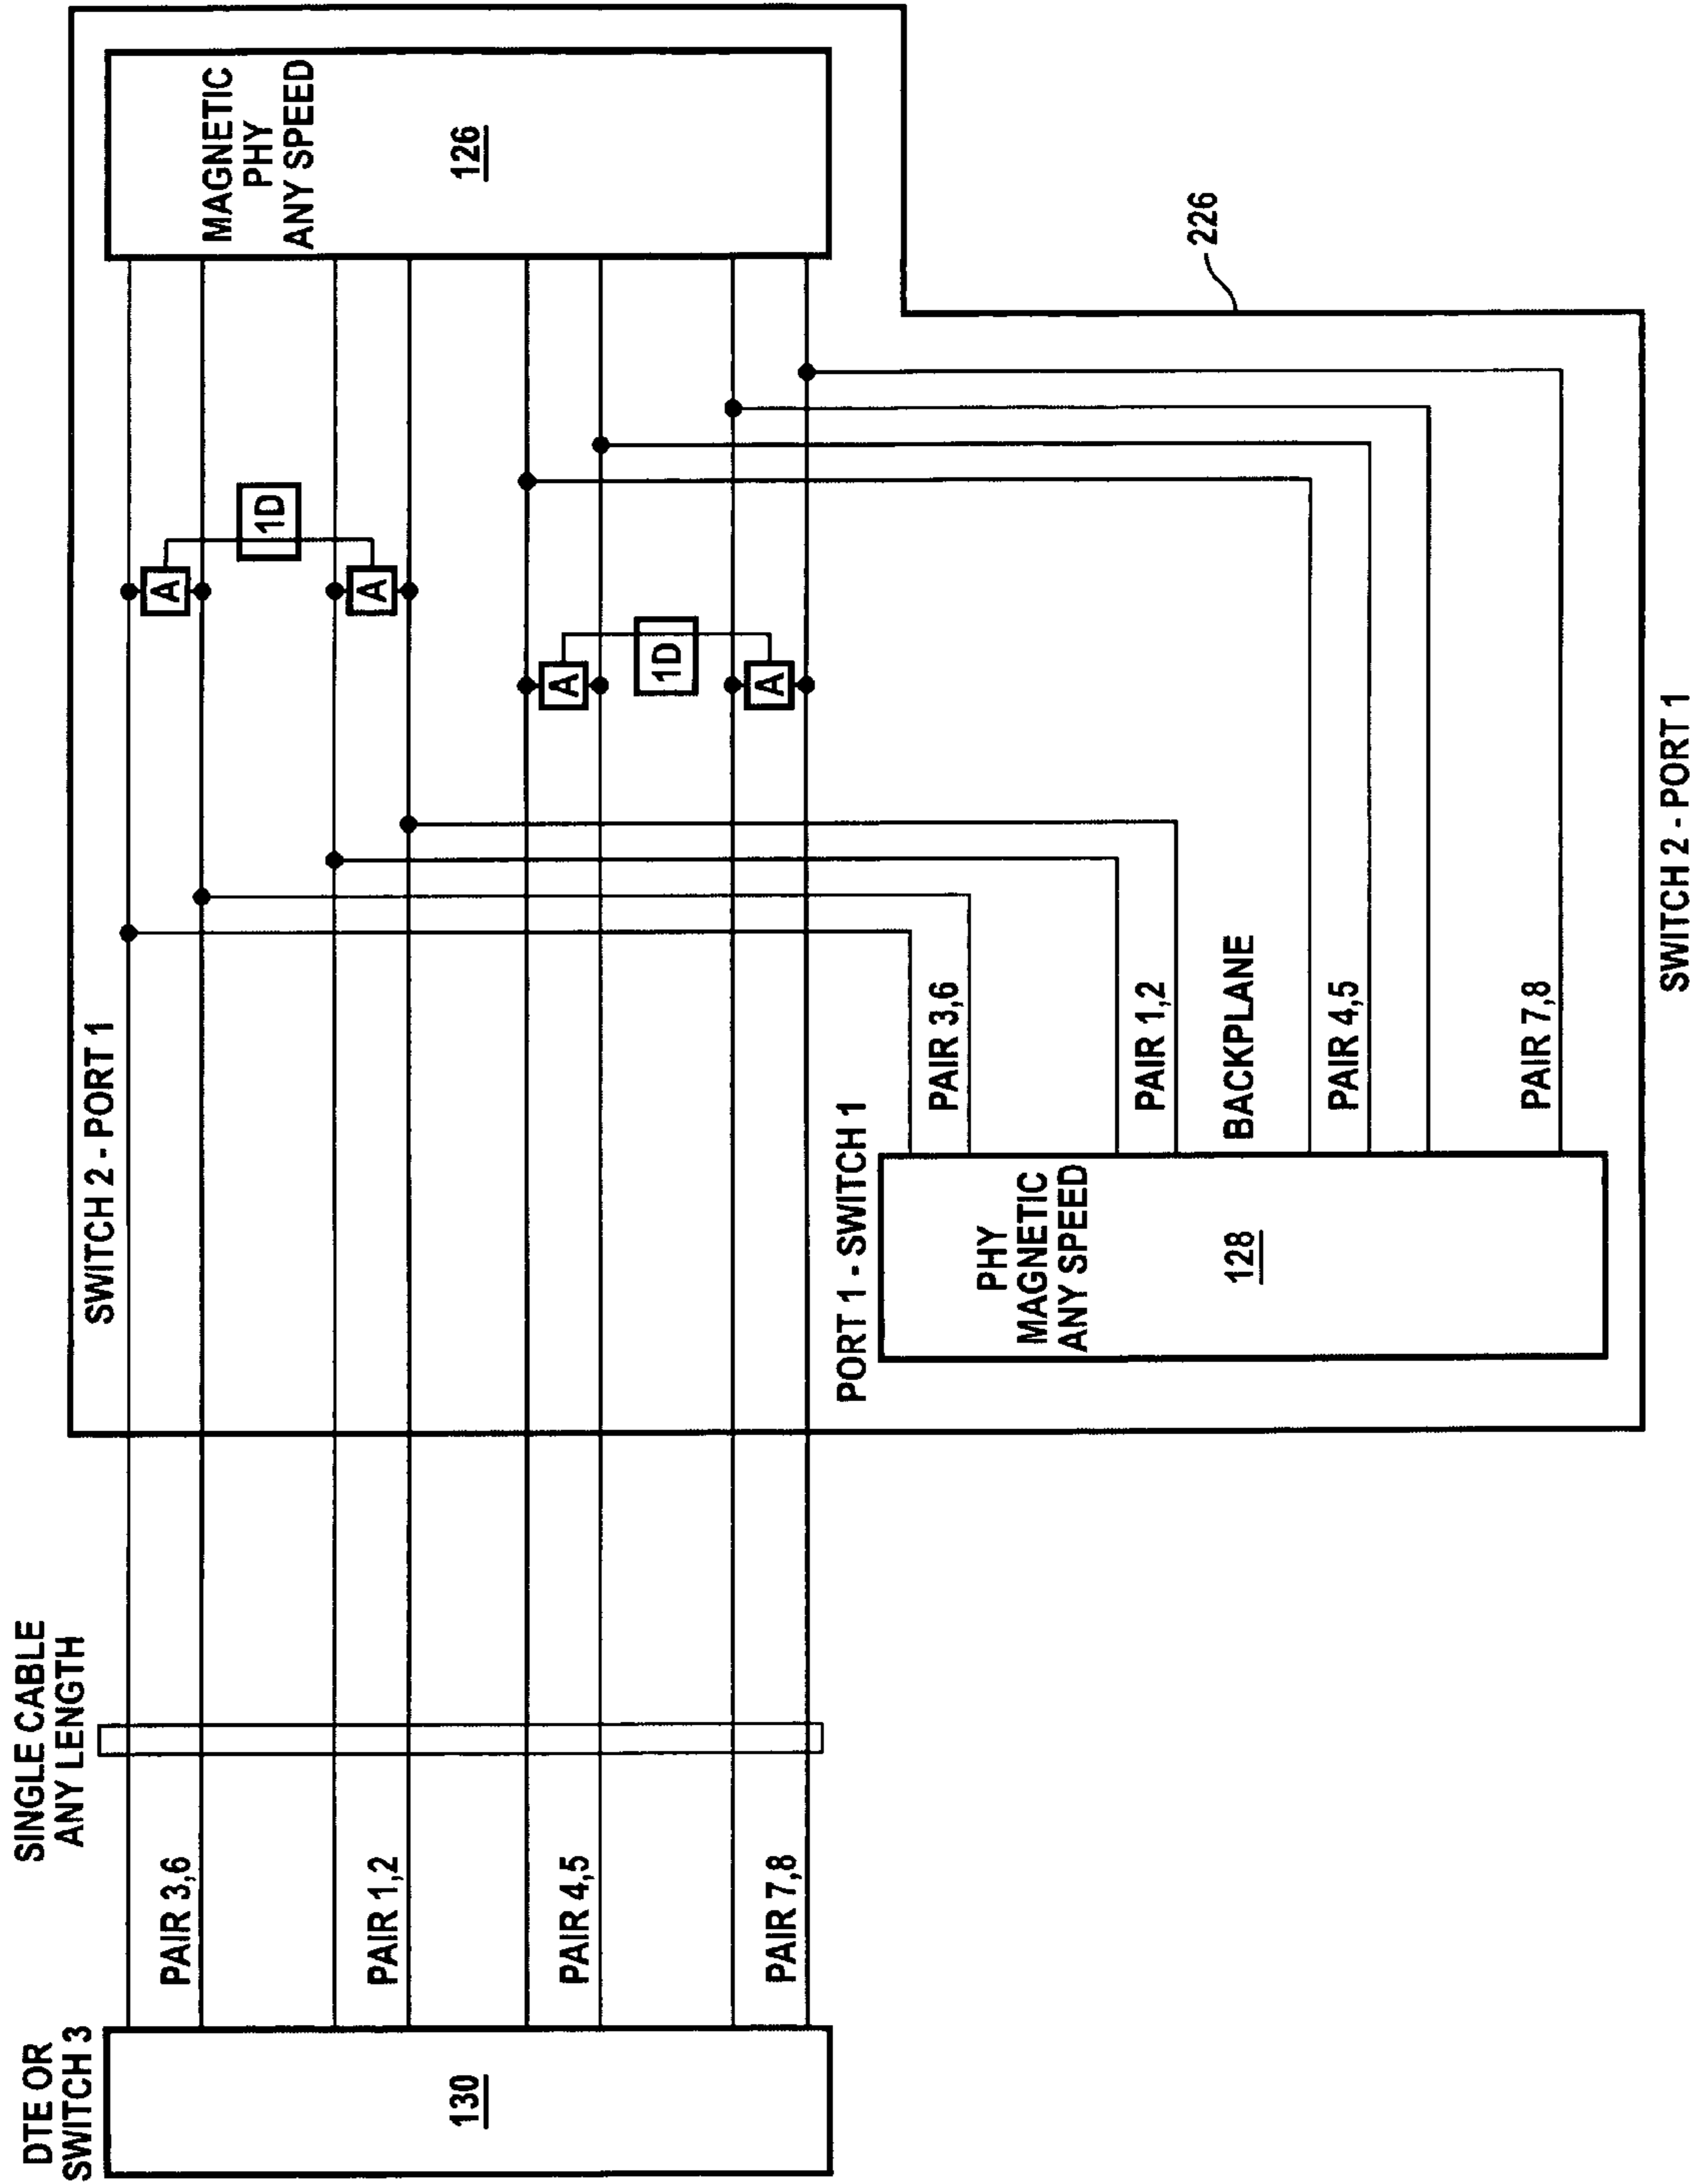 DTE OR
SWITCH 3
130
SINGLE CABLE
ANY LENGTH
PAIR 3,6
PAIR 1,2
PAIR 4,5
PAIR 7,8
SWITCH 2 - PORT 1
A
A
1D
A
A
1D
MAGNETIC
PHY
ANY SPEED
126
PORT 1 - SWITCH 1
PHY
MAGNETIC
ANY SPEED
128
PAIR 3,6
PAIR 1,2
BACKPLANE
PAIR 4,5
PAIR 7,8
226
SWITCH 2 - PORT 1